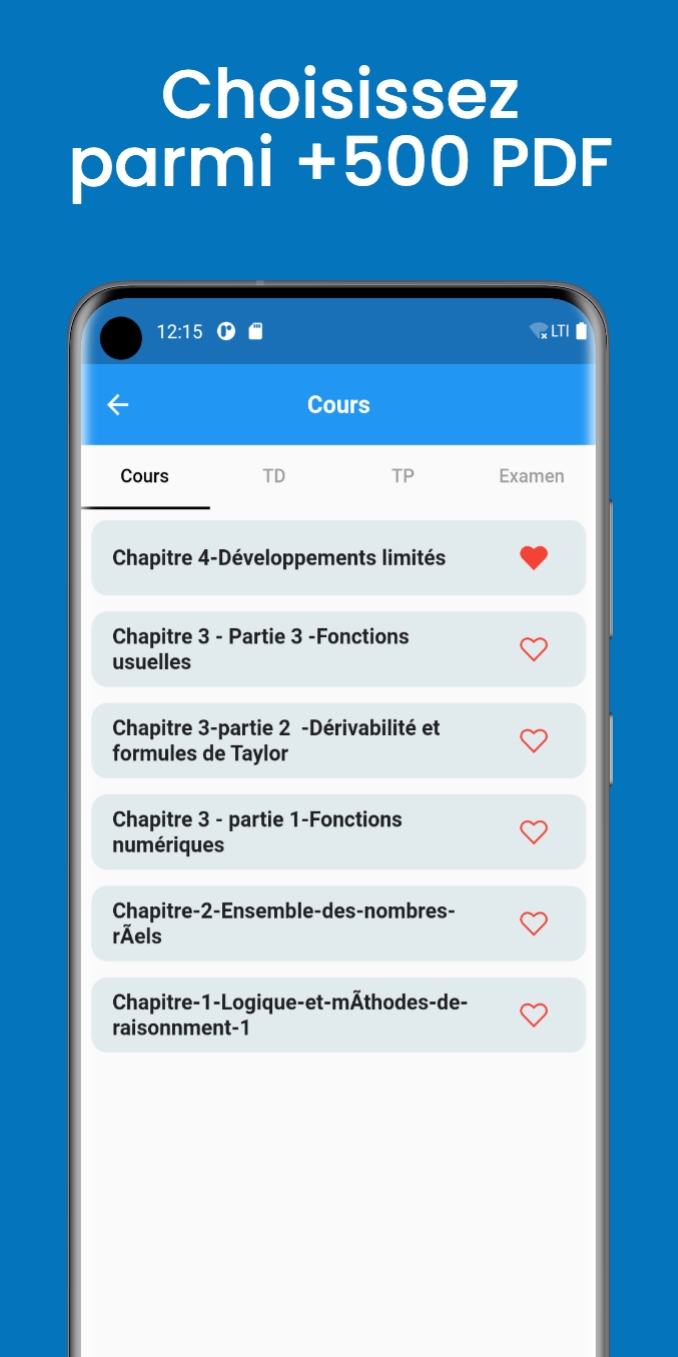 Choisissez
parmi +500 PDF
12:15
LTI
Cours
Cours TD TP Examen
Chapitre 4-Développements limités
Chapitre 3 - Partie 3 -Fonctions
usuelles
Chapitre 3-partie 2  -Dérivabilité et
formules de Taylor
Chapitre 3 - partie 1-Fonctions
numériques
Chapitre-2-Ensemble-des-nombres-
rÃels
Chapitre-1-Logique-et-mÃthodes-de-
raisonnment-1